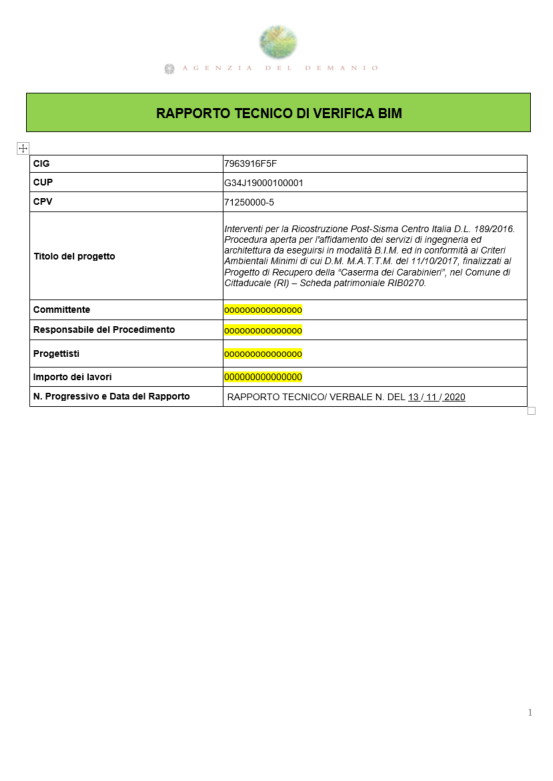 AGENZIA DEL DEMANIO
RAPPORTO TECNICO DI VERIFICA BIM
CIG 7963916F5F
CUP G34J19000100001
CPV 71250000-5
Titolo del progetto
Interventi per la Ricostruzione Post-Sisma Centro Italia D.L. 189/2016.
Procedura aperta per l'affidamento dei servizi di ingegneria ed
architettura da eseguirsi in modalità B.I.M. ed in conformità ai Criteri
Ambientali Minimi di cui D.M. M.A.T.T.M. del 11/10/2017, finalizzati al
Progetto di Recupero della "Caserma dei Carabinieri", nel Comune di
Cittaducale (RI) – Scheda patrimoniale RIB0270.
Committente oooooooooooooo
Responsabile del Procedimento oooooooooooooo
Progettisti oooooooooooooo
Importo dei lavori oooooooooooooo
N. Progressivo e Data del Rapporto RAPPORTO TECNICO/ VERBALE N. DEL 13 / 11 / 2020
1